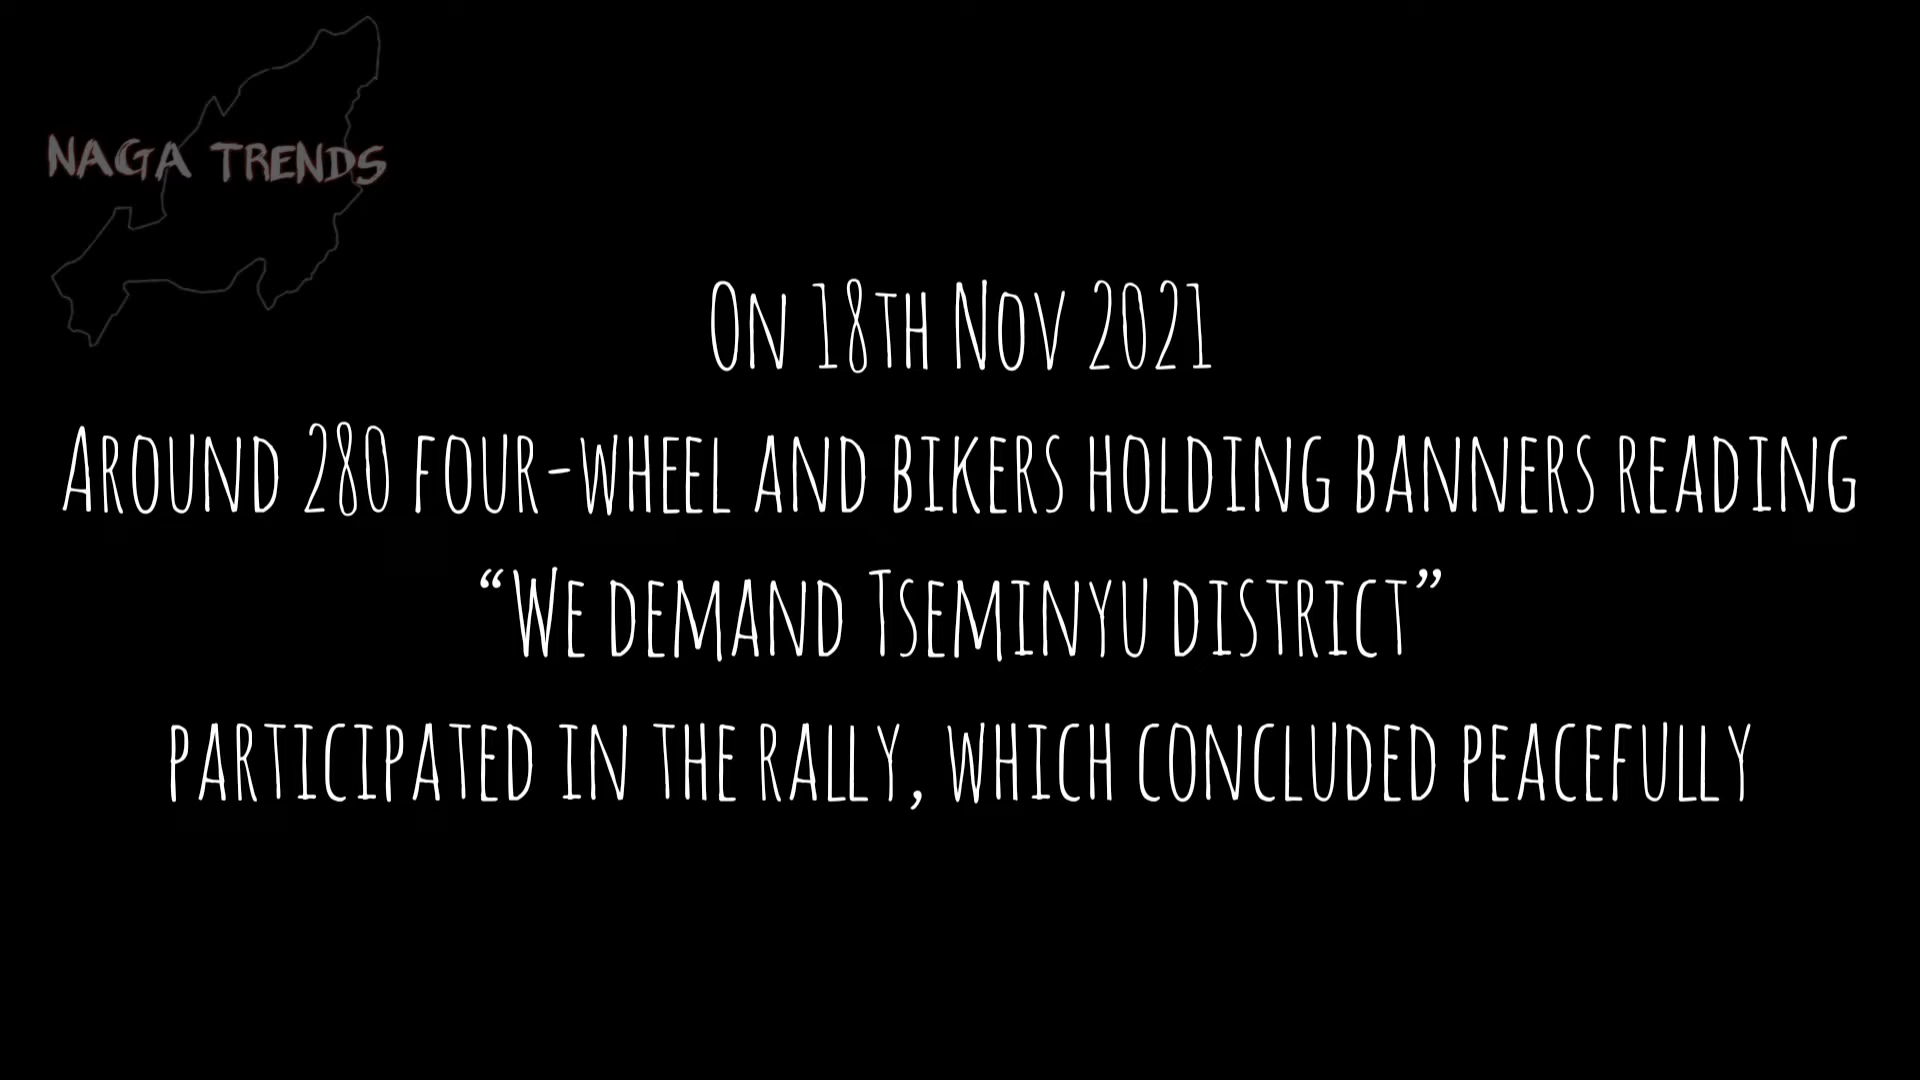 NAGA TRENDS
On 18th Nov 2021
Around 280 four-wheel and bikers holding banners reading
“We demand Tseminyu district”
participated in the rally, which concluded peacefully